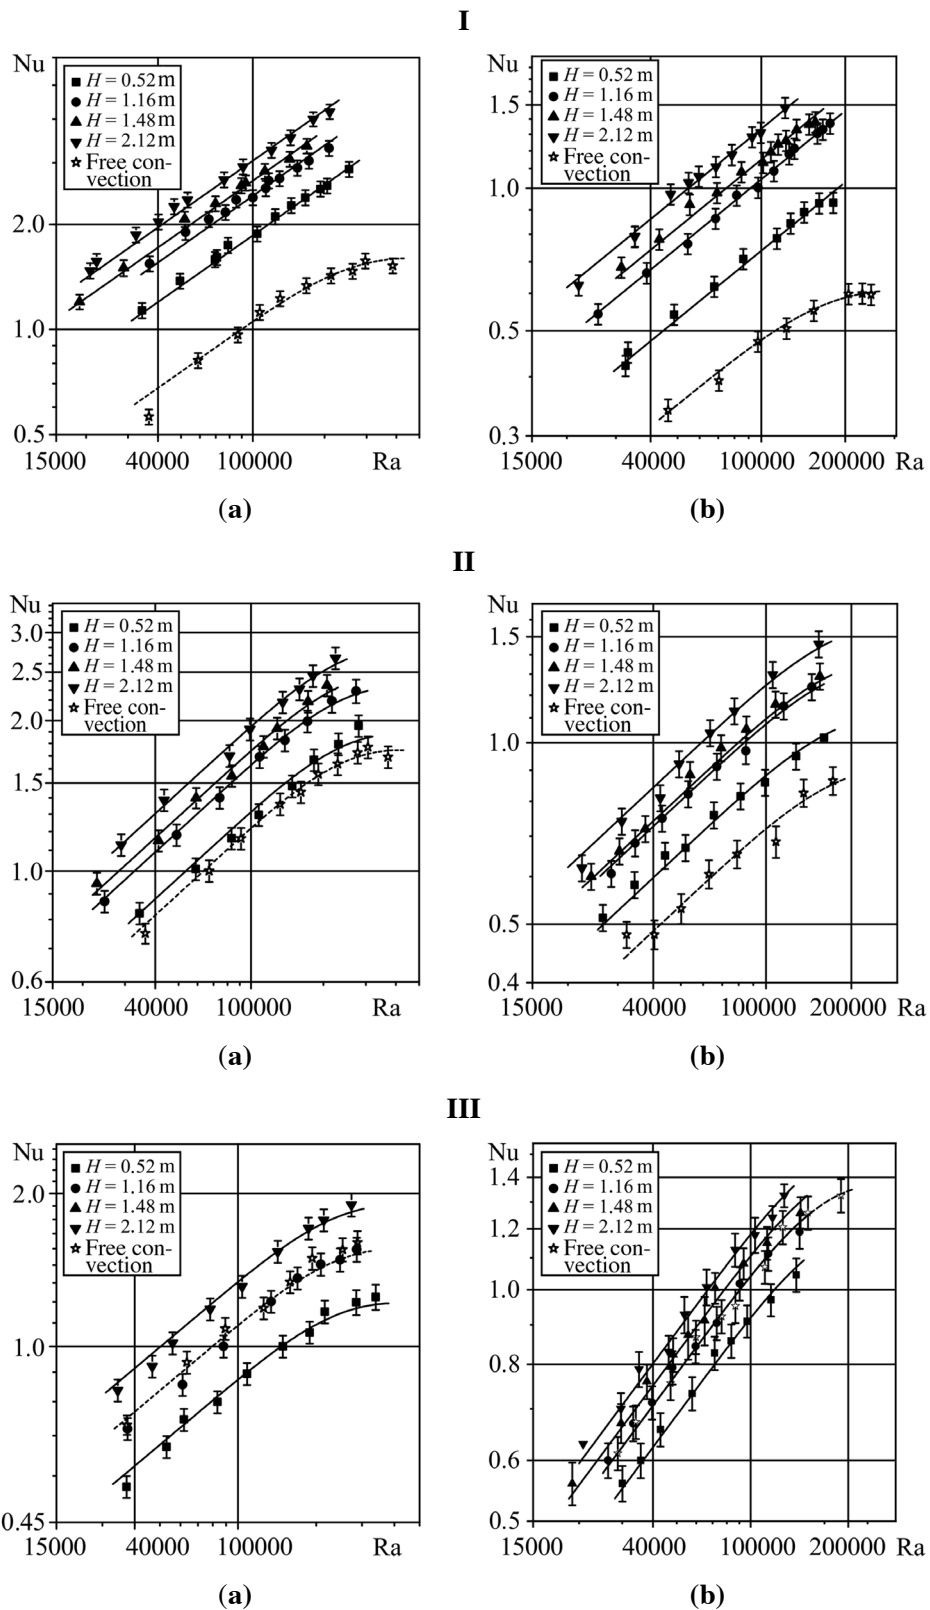 I
Nu
H = 0.52 m
H = 1.16 m
H = 1.48 m
H = 2.12 m
Free con-
vection
2.0
1.0
0.5
15000 40000 100000 Ra
(a)
Nu
H = 0.52 m
H = 1.16 m
H = 1.48 m
H = 2.12 m
Free con-
vection
1.5
1.0
0.5
0.3
15000 40000 100000 200000 Ra
(b)
II
Nu
H = 0.52 m
H = 1.16 m
H = 1.48 m
H = 2.12 m
Free con-
vection
3.0
2.5
2.0
1.5
1.0
0.6
15000 40000 100000 Ra
(a)
Nu
H = 0.52 m
H = 1.16 m
H = 1.48 m
H = 2.12 m
Free con-
vection
1.5
1.0
0.5
0.4
15000 40000 100000 200000 Ra
(b)
III
Nu
H = 0.52 m
H = 1.16 m
H = 1.48 m
H = 2.12 m
Free con-
vection
2.0
1.0
0.45
15000 40000 100000 Ra
(a)
Nu
H = 0.52 m
H = 1.16 m
H = 1.48 m
H = 2.12 m
Free con-
vection
1.4
1.2
1.0
0.8
0.6
0.5
15000 40000 100000 200000 Ra
(b)